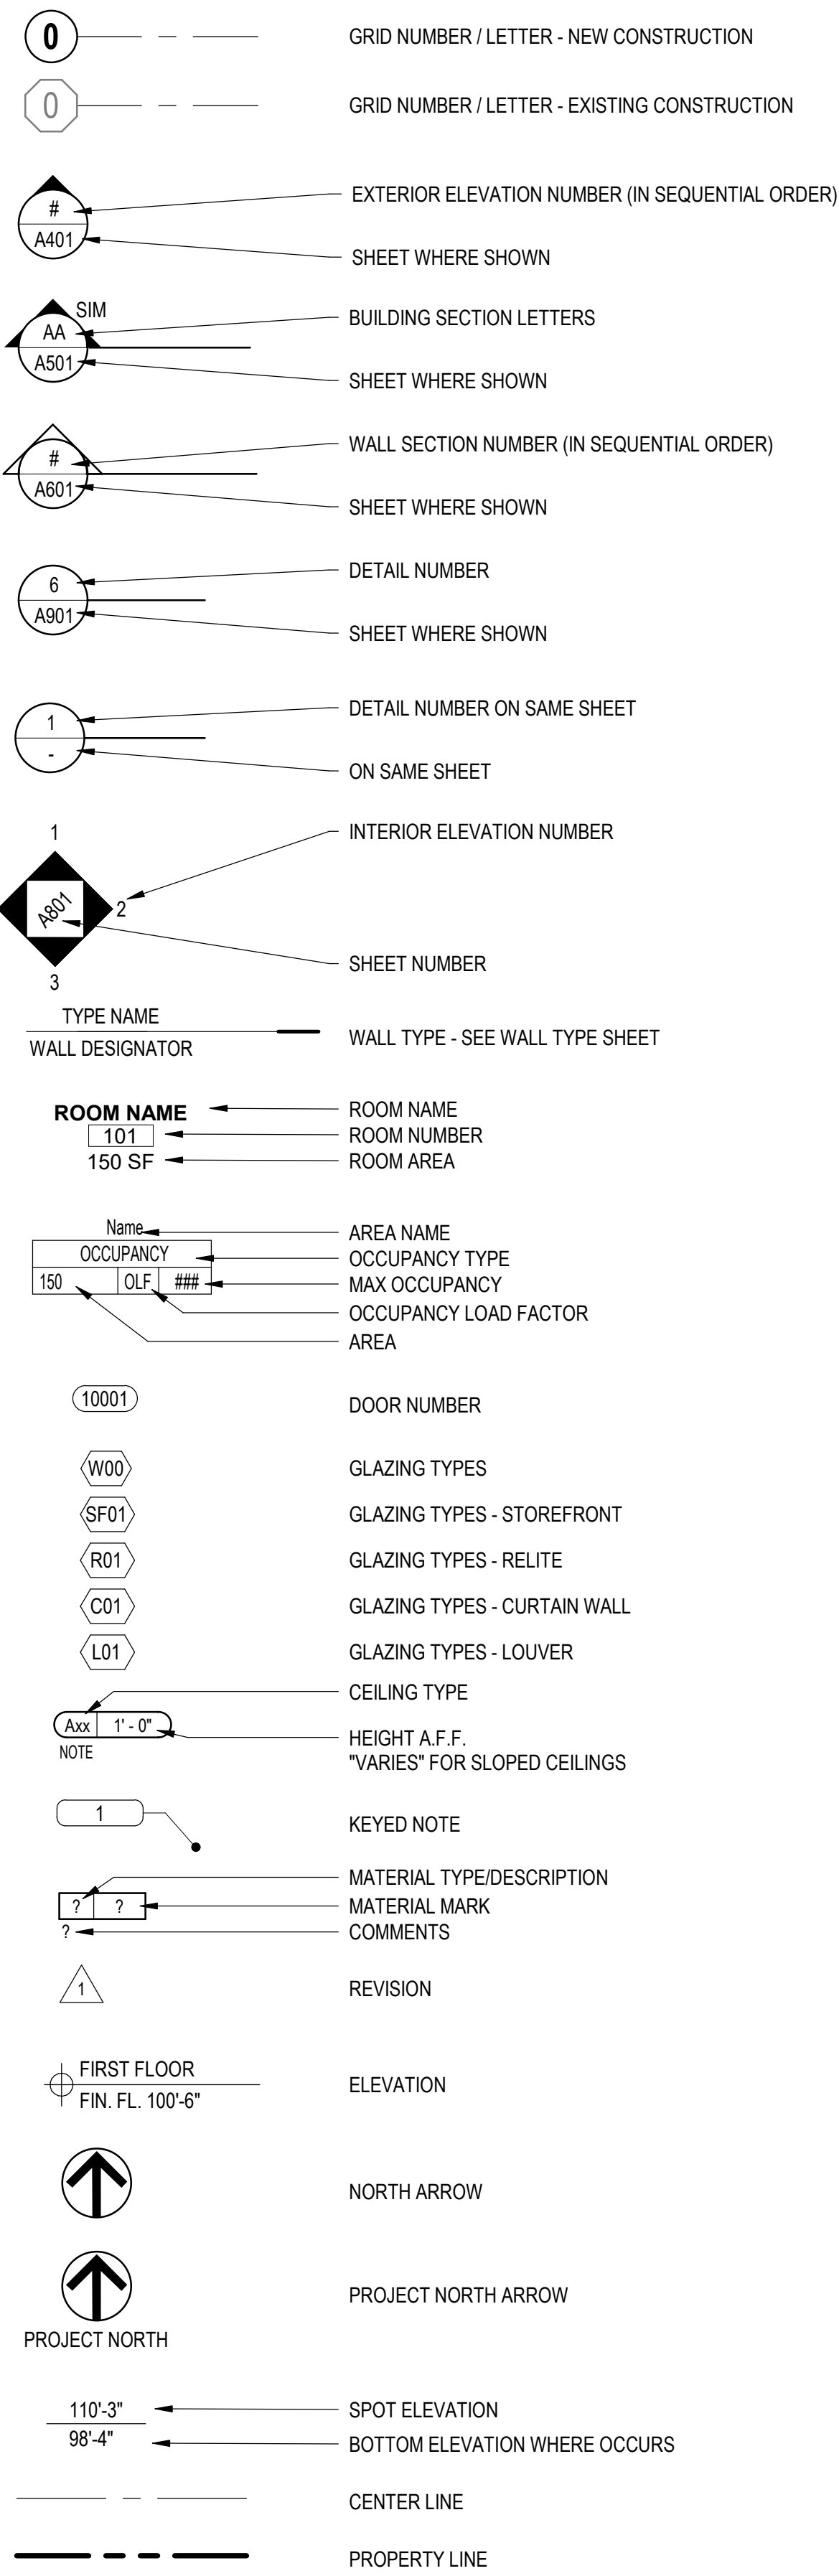 0 GRID NUMBER / LETTER - NEW CONSTRUCTION
0 GRID NUMBER / LETTER - EXISTING CONSTRUCTION
# EXTERIOR ELEVATION NUMBER (IN SEQUENTIAL ORDER)
A401 SHEET WHERE SHOWN
SIM
AA BUILDING SECTION LETTERS
A501 SHEET WHERE SHOWN
# WALL SECTION NUMBER (IN SEQUENTIAL ORDER)
A601 SHEET WHERE SHOWN
6 DETAIL NUMBER
A901 SHEET WHERE SHOWN
1 DETAIL NUMBER ON SAME SHEET
- ON SAME SHEET
1 INTERIOR ELEVATION NUMBER
2
A801
SHEET NUMBER
3
TYPE NAME
WALL DESIGNATOR
WALL TYPE - SEE WALL TYPE SHEET
ROOM NAME ROOM NAME
101 ROOM NUMBER
150 SF ROOM AREA
Name AREA NAME
OCCUPANCY OCCUPANCY TYPE
150 OLF ### MAX OCCUPANCY
OCCUPANCY LOAD FACTOR
AREA
10001 DOOR NUMBER
W00 GLAZING TYPES
SF01 GLAZING TYPES - STOREFRONT
R01 GLAZING TYPES - RELITE
C01 GLAZING TYPES - CURTAIN WALL
L01 GLAZING TYPES - LOUVER
CEILING TYPE
Axx 1' - 0" HEIGHT A.F.F.
NOTE "VARIES" FOR SLOPED CEILINGS
1 KEYED NOTE
MATERIAL TYPE/DESCRIPTION
? ? MATERIAL MARK
? COMMENTS
1 REVISION
FIRST FLOOR
FIN. FL. 100'-6"
ELEVATION
NORTH ARROW
PROJECT NORTH ARROW
PROJECT NORTH
110'-3" SPOT ELEVATION
98'-4" BOTTOM ELEVATION WHERE OCCURS
CENTER LINE
PROPERTY LINE